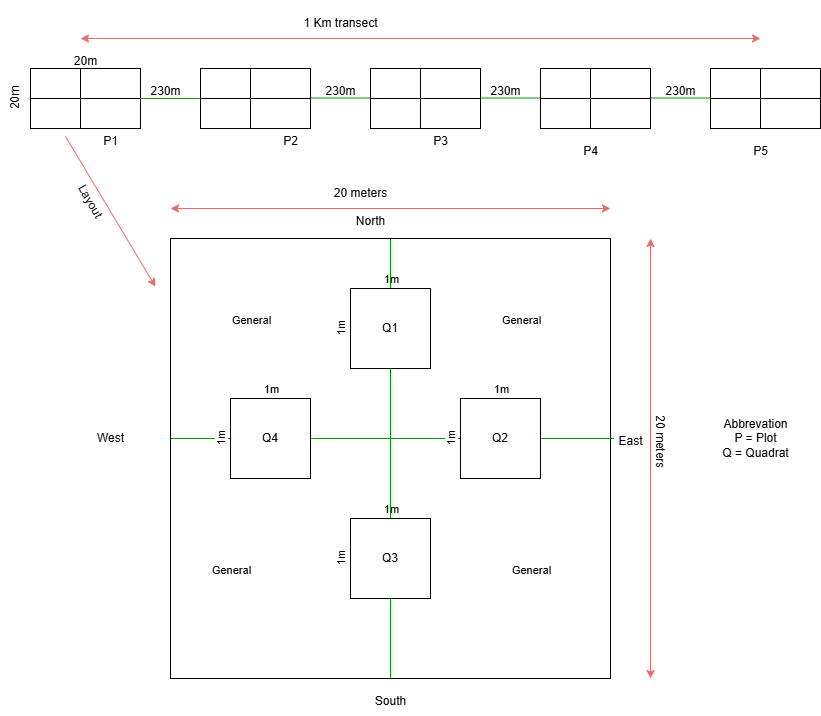 1 Km transect
20m
20m
230m
230m
230m
230m
P1
P2
P3
P4
P5
Layout
20 meters
North
1m
General
1m
Q1
General
1m
1m
West
1m
Q4
1m
Q2
East
20 meters
Abbrevation
P = Plot
Q = Quadrat
1m
1m
Q3
General
General
South